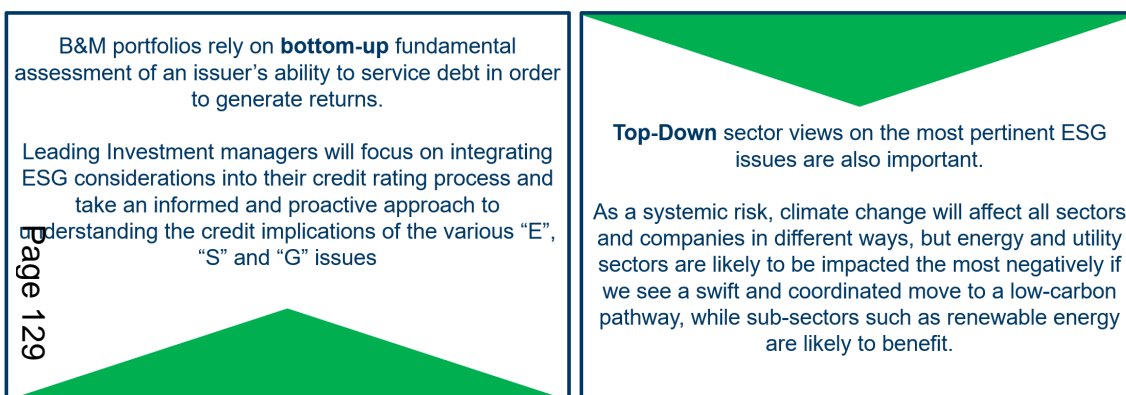 B&M portfolios rely on bottom-up fundamental
assessment of an issuer's ability to service debt in order
to generate returns.
Leading Investment managers will focus on integrating
ESG considerations into their credit rating process and
take an informed and proactive approach to
understanding the credit implications of the various “E”,
“S” and “G” issues
Page 129
Top-Down sector views on the most pertinent ESG
issues are also important.
As a systemic risk, climate change will affect all sectors
and companies in different ways, but energy and utility
sectors are likely to be impacted the most negatively if
we see a swift and coordinated move to a low-carbon
pathway, while sub-sectors such as renewable energy
are likely to benefit.